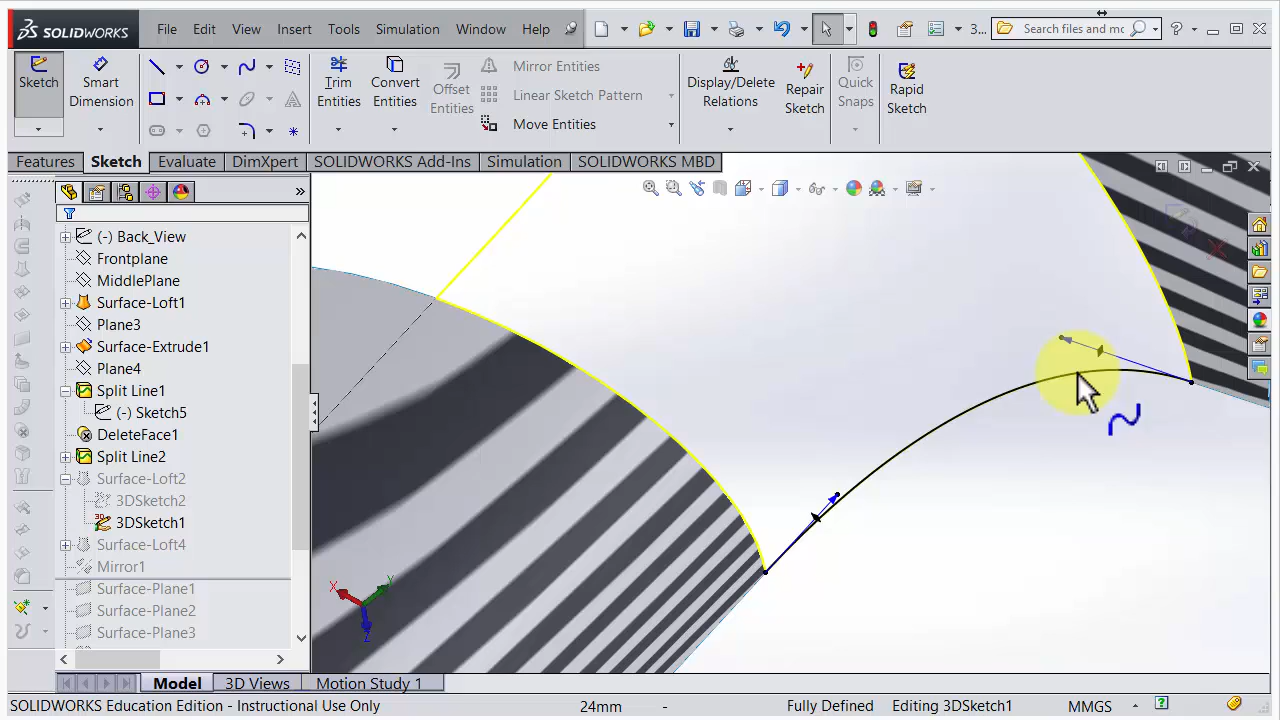 SOLIDWORKS File Edit View Insert Tools Simulation Window Help 3... Search files and mo
Sketch Smart Dimension Trim Entities Convert Entities Offset Entities Mirror Entities Linear Sketch Pattern Move Entities Display/Delete Relations Repair Sketch Quick Snaps Rapid Sketch
Features Sketch Evaluate DimXpert SOLIDWORKS Add-Ins Simulation SOLIDWORKS MBD
(-) Back_View
Frontplane
MiddlePlane
Surface-Loft1
Plane3
Surface-Extrude1
Plane4
Split Line1
(-) Sketch5
DeleteFace1
Split Line2
Surface-Loft2
3DSketch2
3DSketch1
Surface-Loft4
Mirror1
Surface-Plane1
Surface-Plane2
Surface-Plane3
X Y Z
Model 3D Views Motion Study 1
SOLIDWORKS Education Edition - Instructional Use Only 24mm - Fully Defined Editing 3DSketch1 MMGS